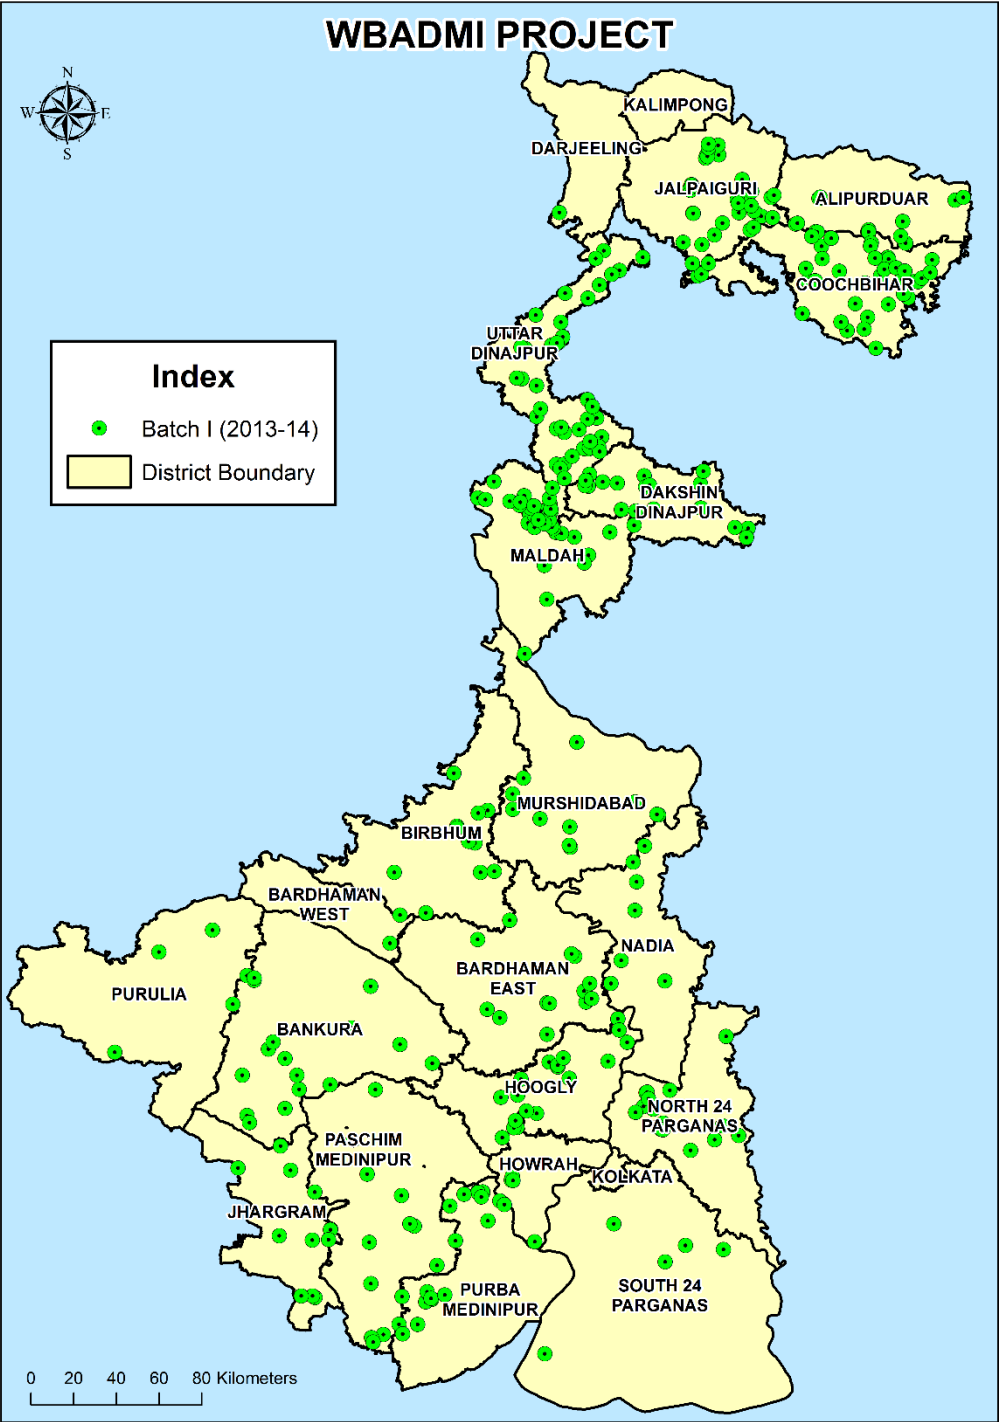 WBADMI PROJECT
N
W E
S
KALIMPONG
DARJEELING
JALPAIGURI
ALIPURDUAR
COOCHBIHAR
UTTAR
DINAJPUR
Index
Batch I (2013-14)
District Boundary
DAKSHIN
DINAJPUR
MALDAH
MURSHIDABAD
BIRBHUM
BARDHAMAN
WEST
NADIA
BARDHAMAN
EAST
PURULIA
BANKURA
HOOGLY
NORTH 24
PARGANAS
PASCHIM
MEDINIPUR
HOWRAH
KOLKATA
JHARGRAM
SOUTH 24
PARGANAS
PURBA
MEDINIPUR
0 20 40 60 80 Kilometers